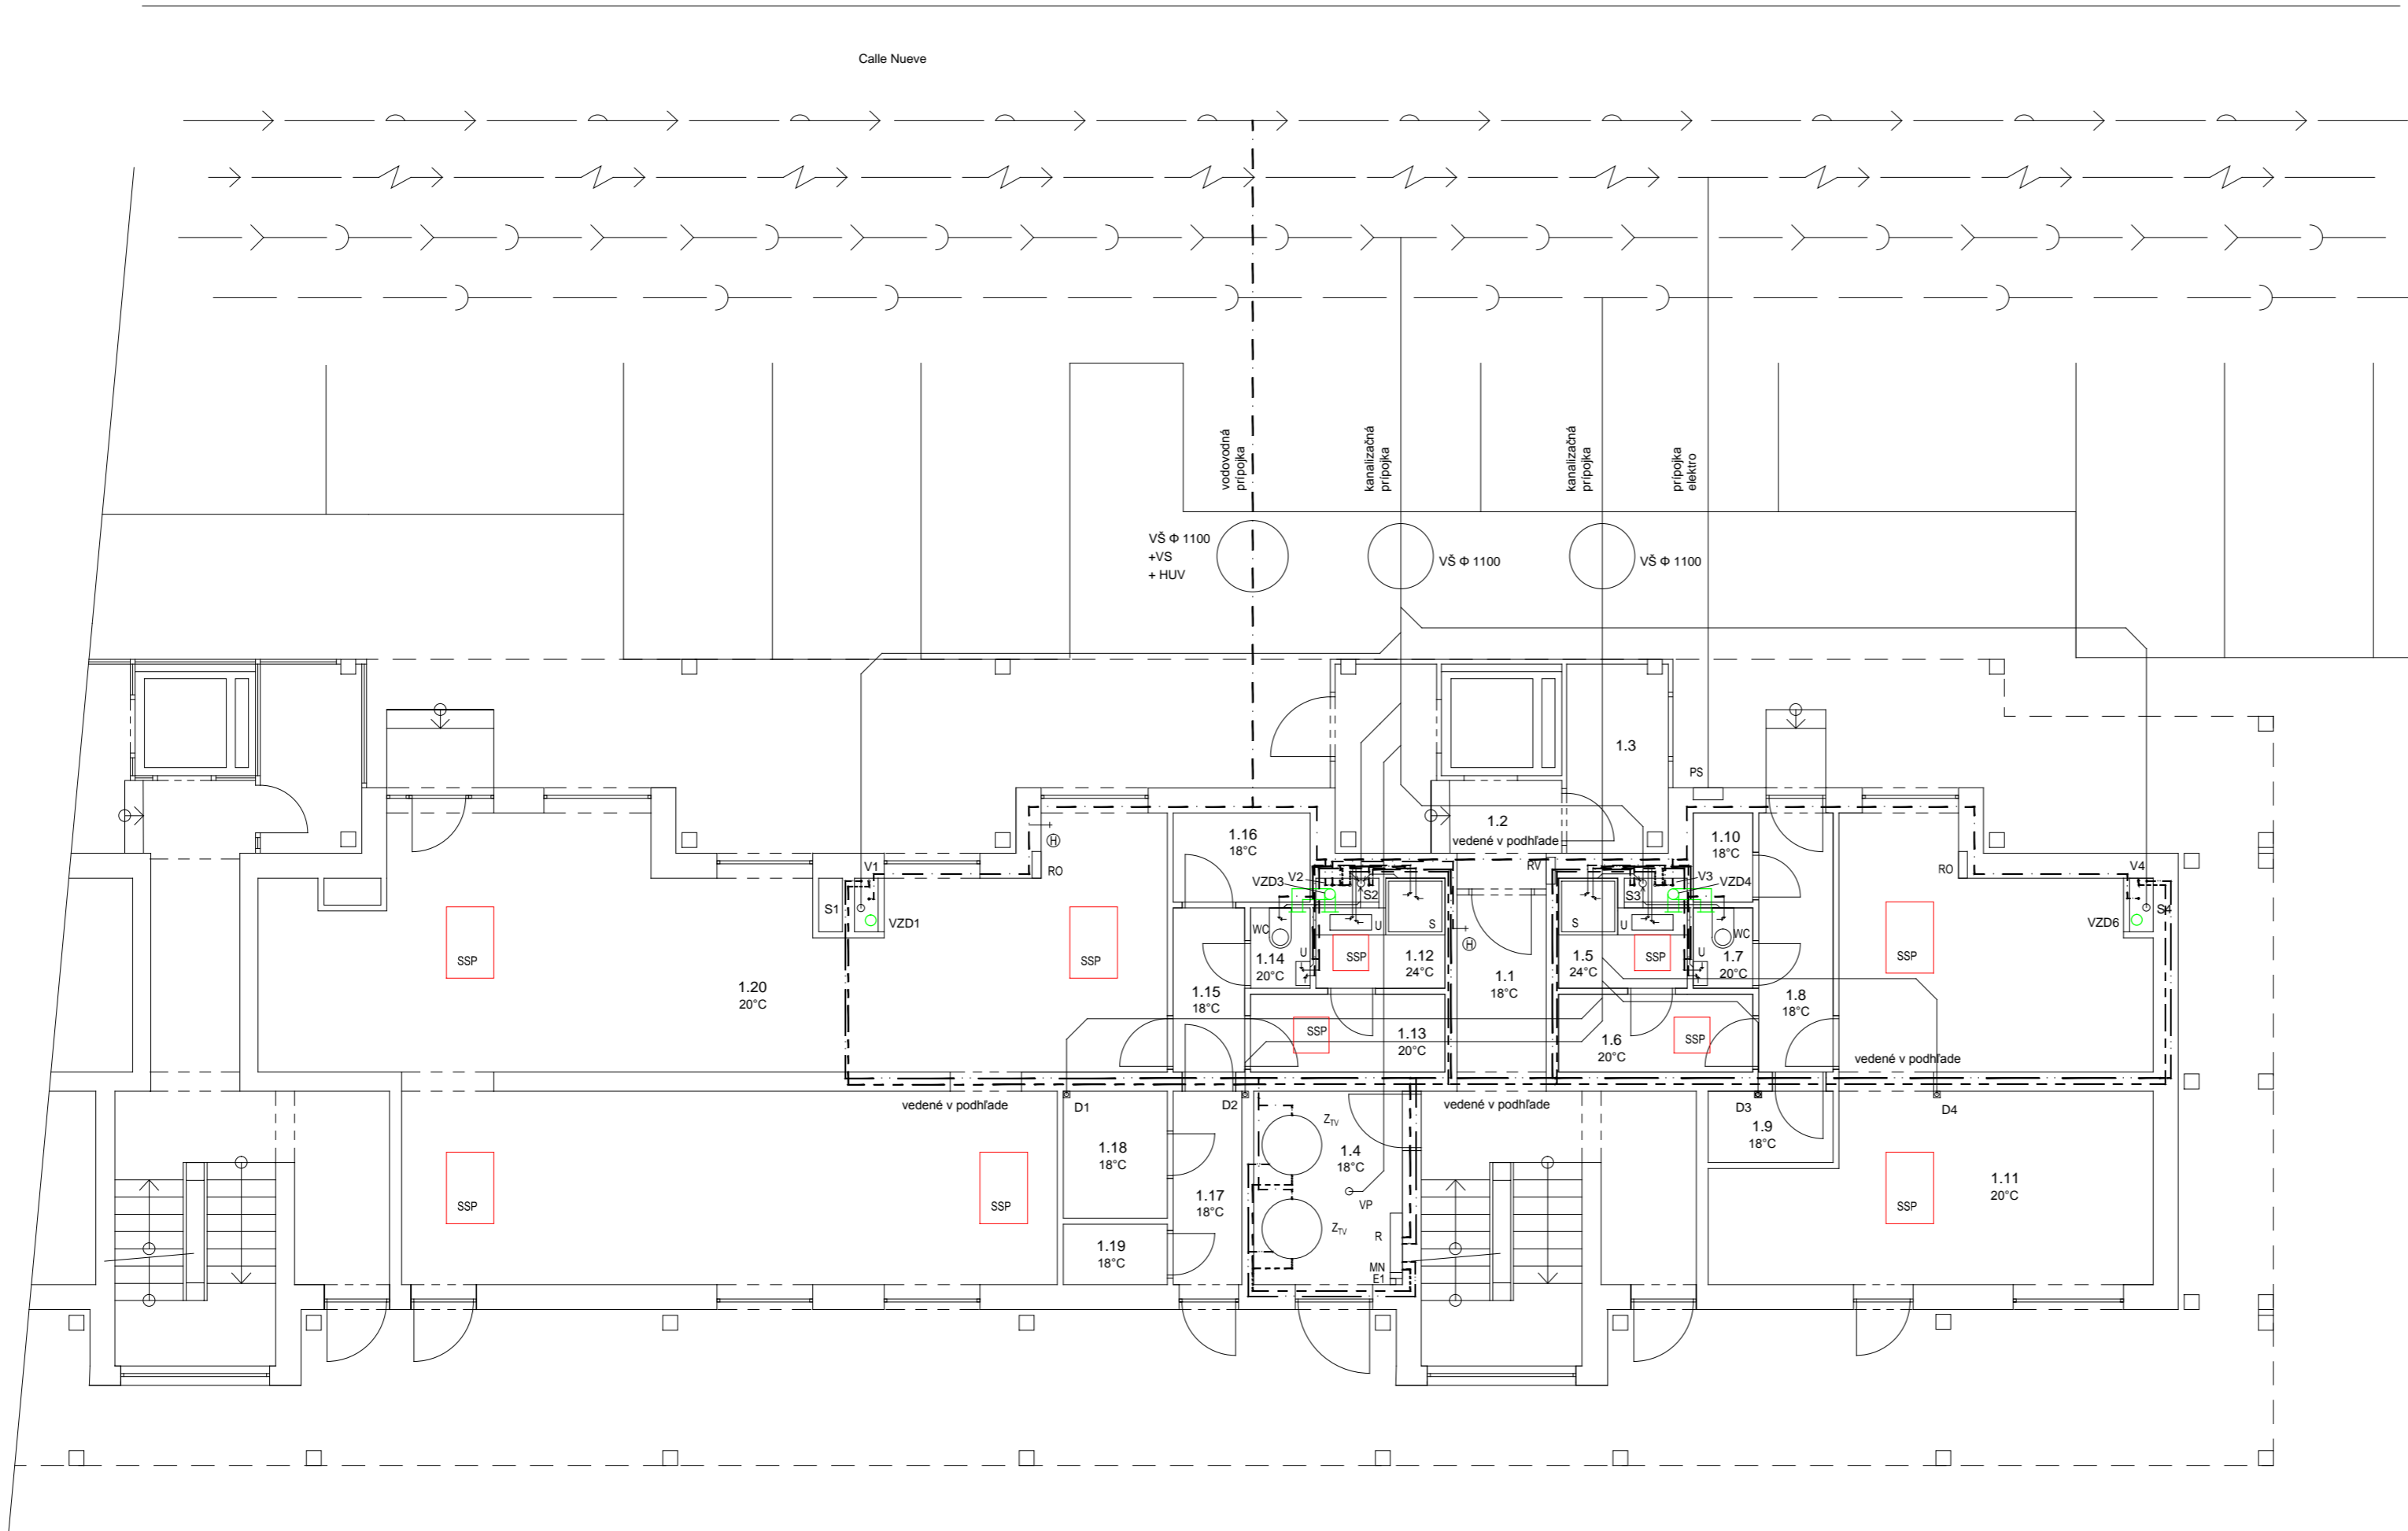 Calle Nueve
vodovodná
prípojka
kanalizačná
prípojka
kanalizačná
prípojka
prípojka
elektro
VŠ Φ 1100
+VS
+ HUV
VŠ Φ 1100
VŠ Φ 1100
1.3
PS
1.2
vedené v podhľade
1.16
18°C
1.10
18°C
H
RO
V1
V2
VZD3
S2
RV
S3
V3
VZD4
RO
V4
S1
VZD1
S4
VZD6
WC
U
U
S
H
S
U
WC
U
SSP
SSP
SSP
SSP
SSP
1.14
20°C
1.12
24°C
1.1
18°C
1.5
24°C
1.7
20°C
1.20
20°C
1.15
18°C
1.8
18°C
SSP
1.13
20°C
1.6
20°C
SSP
vedené v podhľade
vedené v podhľade
D1
D2
vedené v podhľade
D3
D4
1.18
18°C
ZTV
1.4
18°C
1.9
18°C
SSP
SSP
1.17
18°C
VP
SSP
1.11
20°C
ZTV
R
1.19
18°C
MN
E1